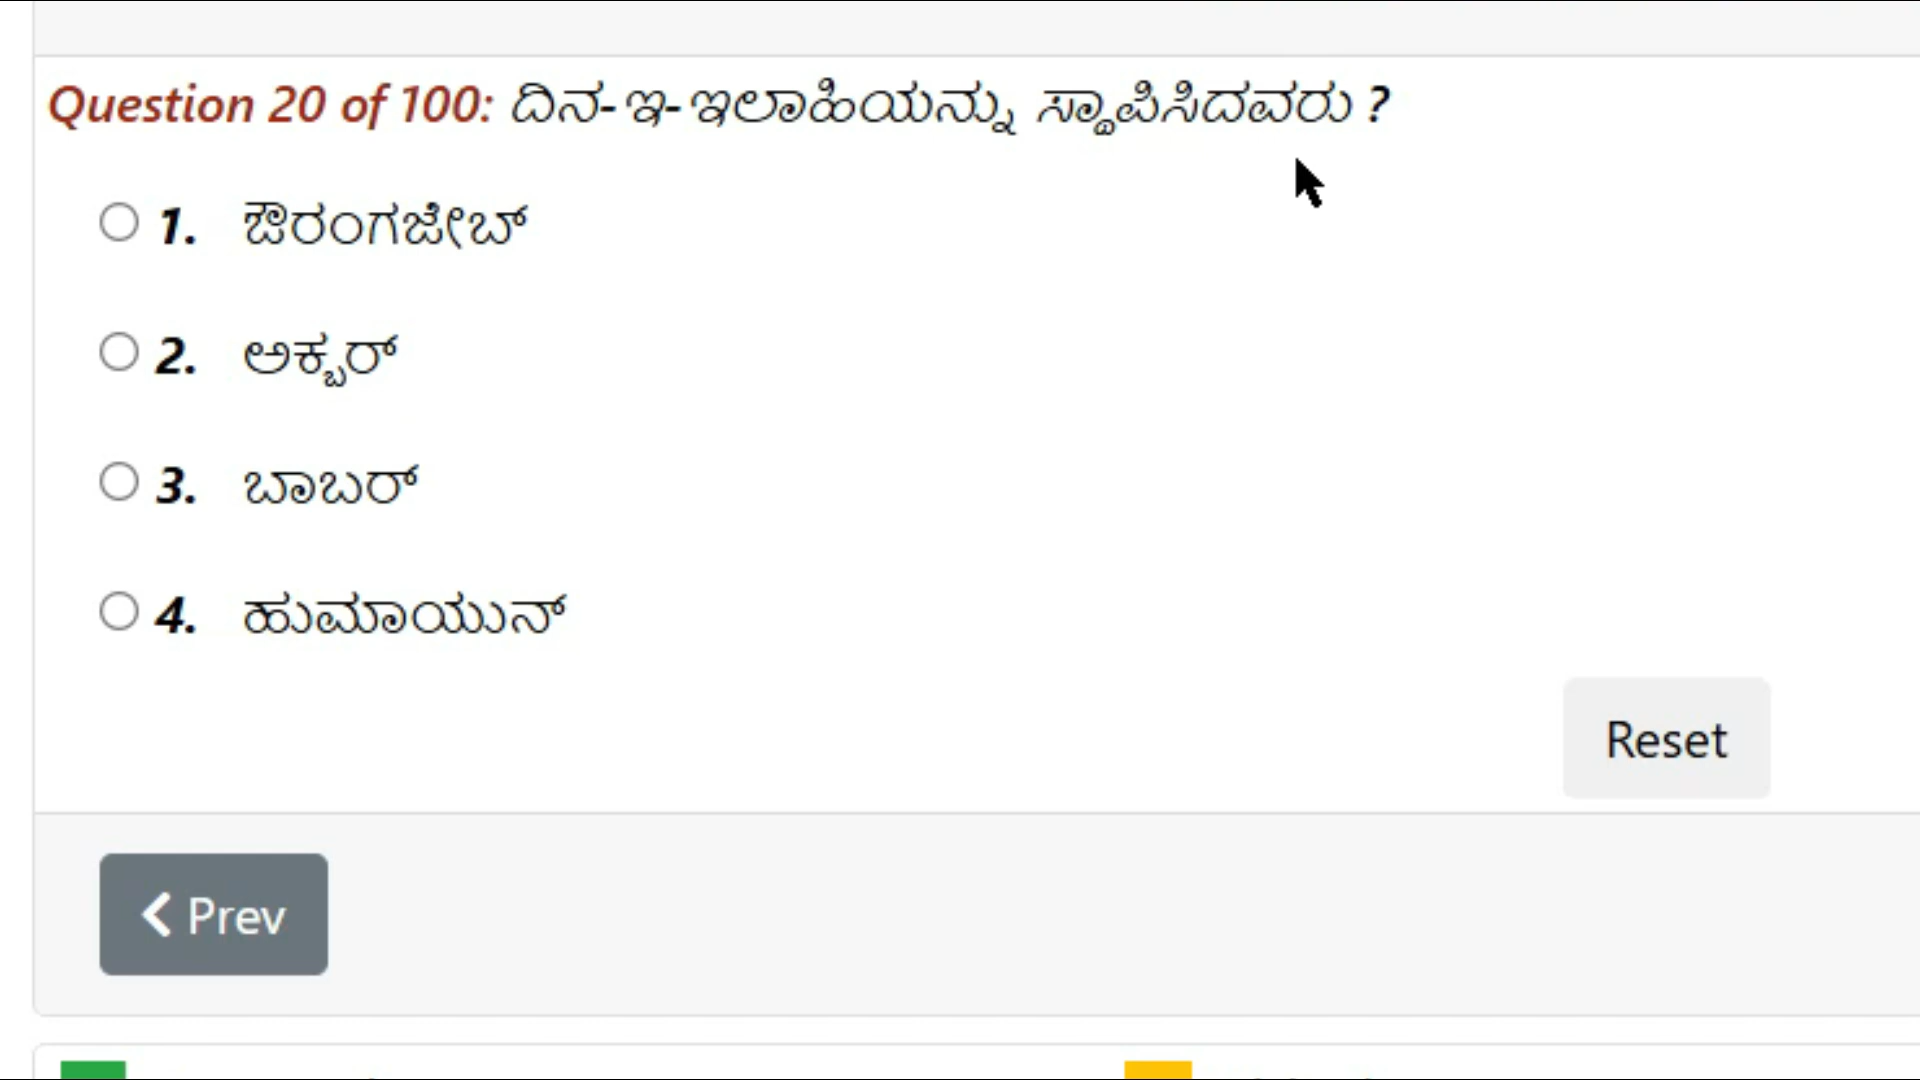 Question 20 of 100: ದಿನ-ಇ-ಇಲಾಹಿಯನ್ನು ಸ್ಥಾಪಿಸಿದವರು ?
1. ಔರಂಗಜೇಬ್
2. ಅಕ್ಬರ್
3. ಬಾಬರ್
4. ಹುಮಾಯುನ್
Reset
Prev